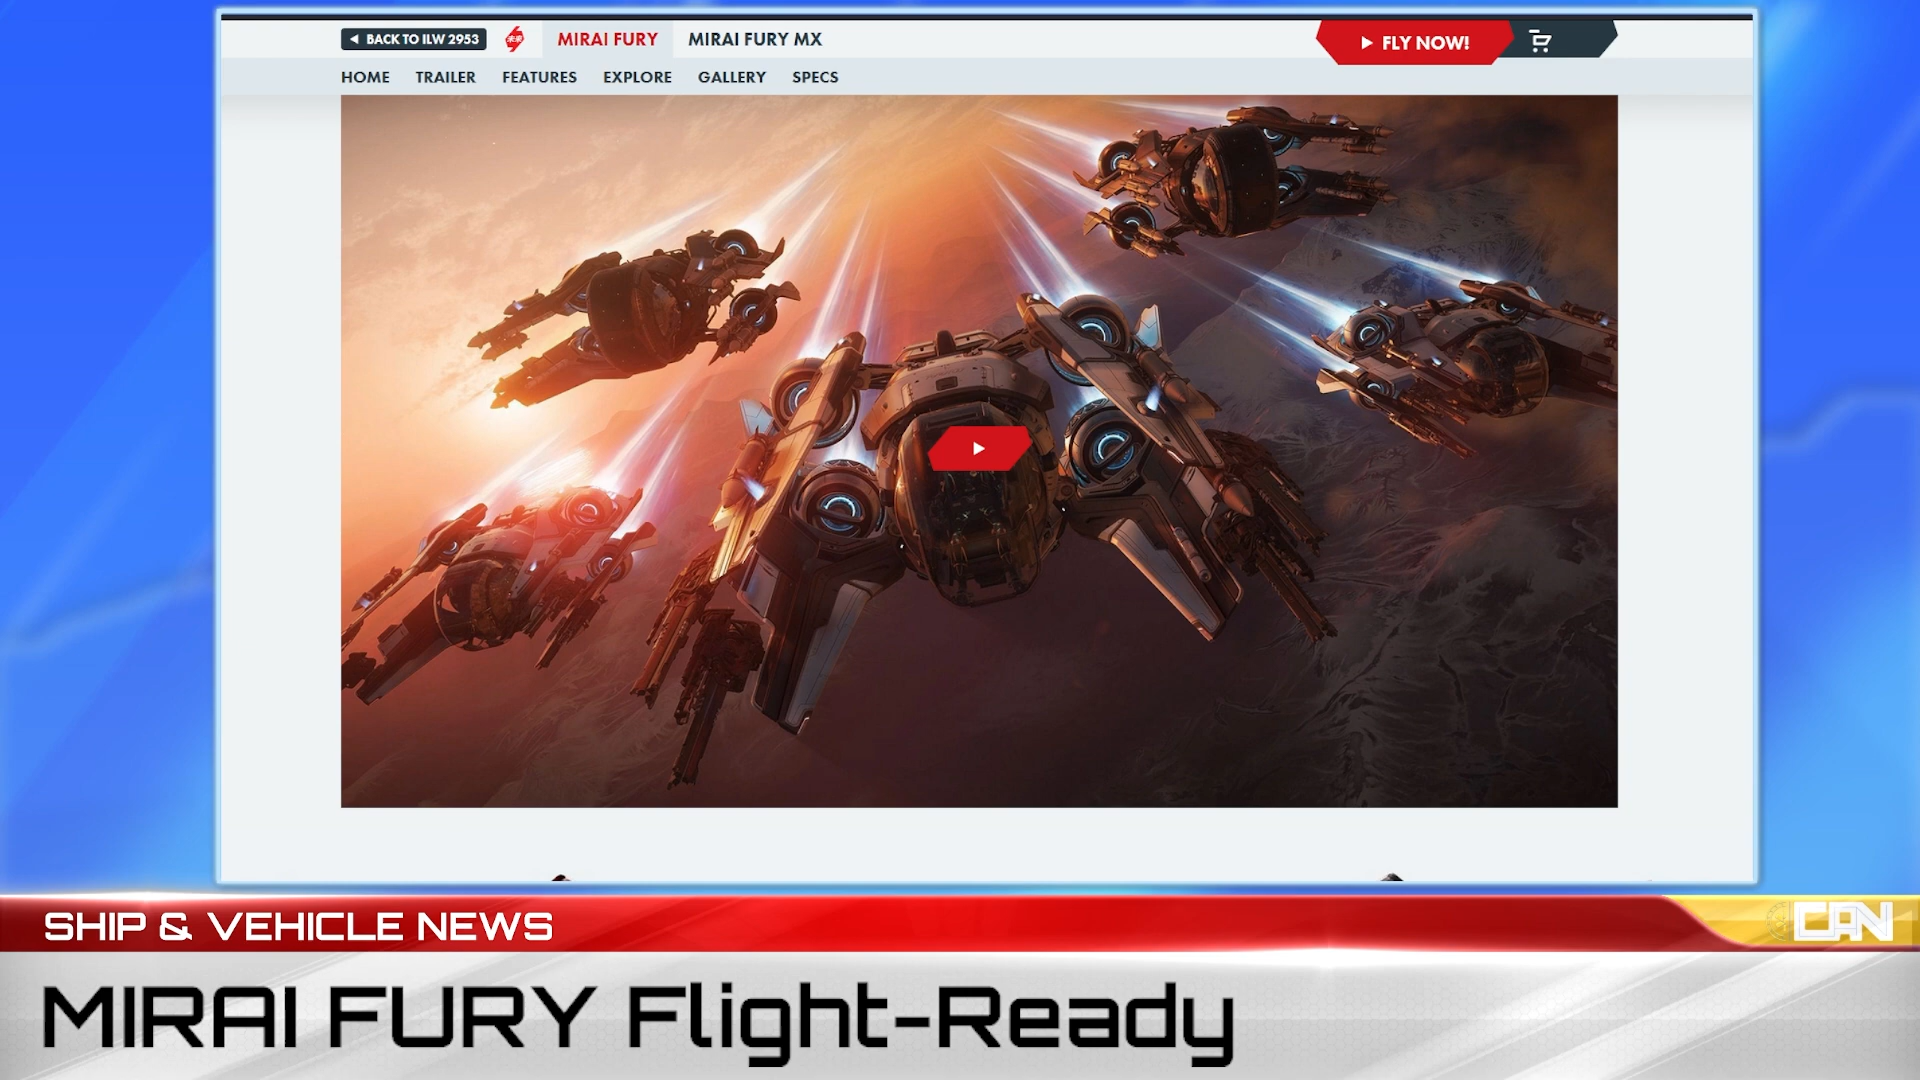 BACK TO ILW 2953
MIRAI FURY
MIRAI FURY MX
FLY NOW!
HOME
TRAILER
FEATURES
EXPLORE
GALLERY
SPECS
SHIP & VEHICLE NEWS
CAN
MIRAI FURY Flight-Ready